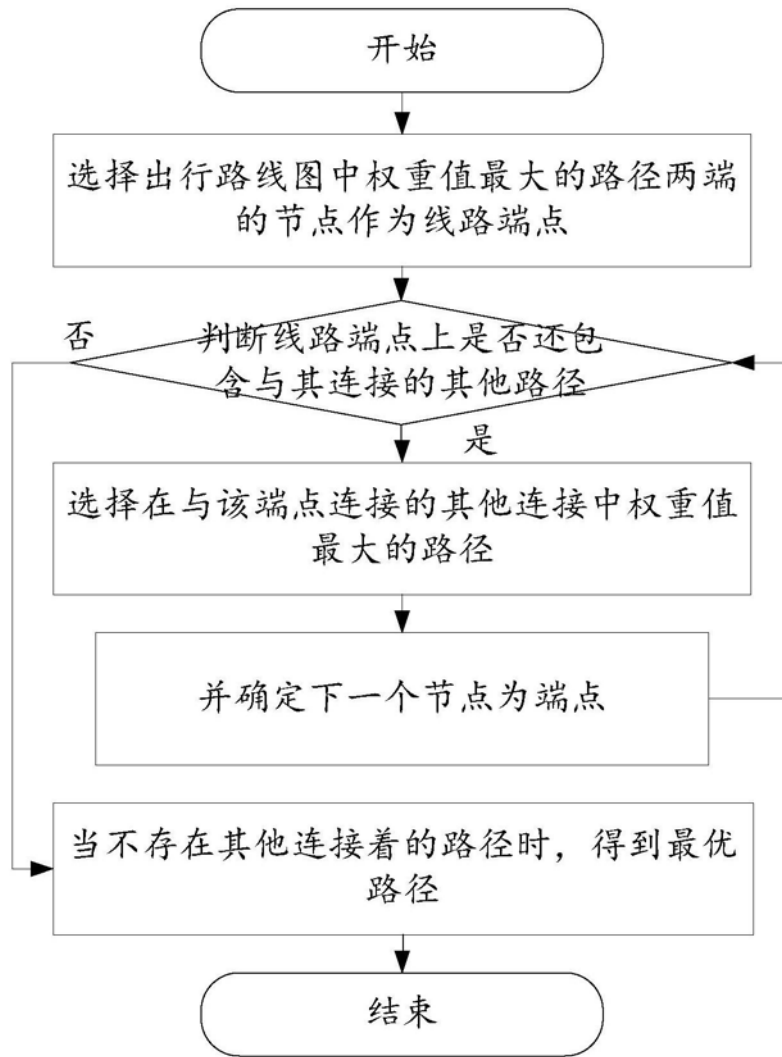 开始
选择出行路线图中权重值最大的路径两端
的节点作为线路端点
否
判断线路端点上是否还包
含与其连接的其他路径
是
选择在与该端点连接的其他连接中权重值
最大的路径
并确定下一个节点为端点
当不存在其他连接着的路径时，得到最优
路径
结束